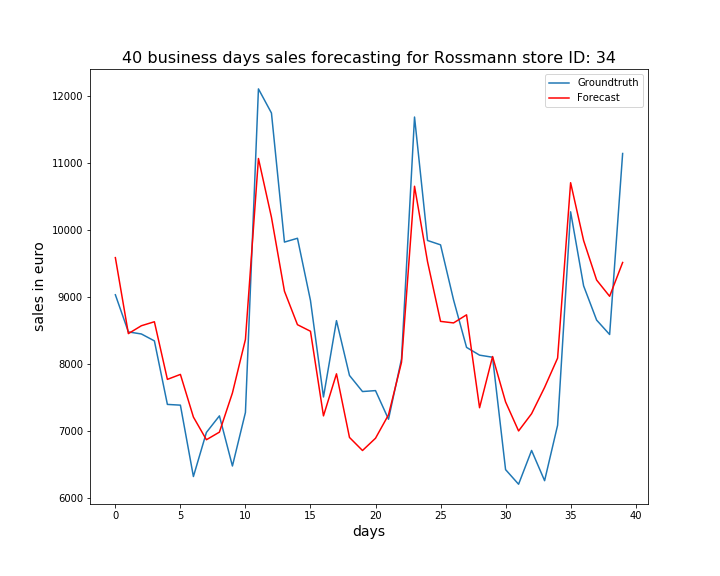 40 business days sales forecasting for Rossmann store ID: 34
Groundtruth
Forecast
12000
11000
10000
9000
8000
7000
6000
sales in euro
0 5 10 15 20 25 30 35 40
days